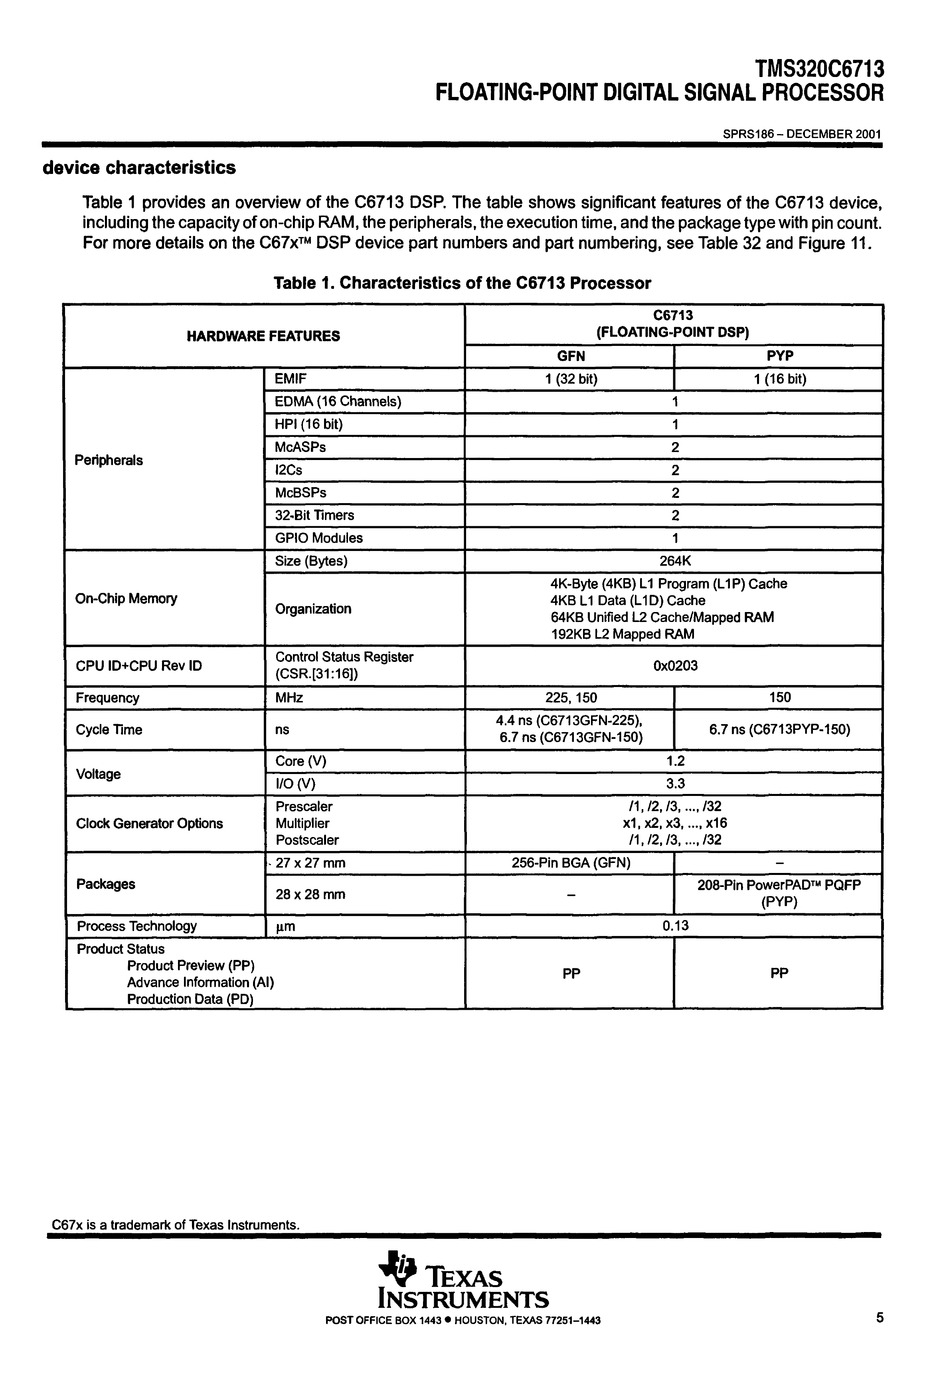 TMS320C6713
FLOATING-POINT DIGITAL SIGNAL PROCESSOR
SPRS186 – DECEMBER 2001
device characteristics
Table 1 provides an overview of the C6713 DSP. The table shows significant features of the C6713 device,
including the capacity of on-chip RAM, the peripherals, the execution time, and the package type with pin count.
For more details on the C67x™ DSP device part numbers and part numbering, see Table 32 and Figure 11.
Table 1. Characteristics of the C6713 Processor
HARDWARE FEATURES
C6713
(FLOATING-POINT DSP)
GFN PYP
Peripherals
EMIF 1 (32 bit) 1 (16 bit)
EDMA (16 Channels) 1
HPI (16 bit) 1
McASPs 2
I2Cs 2
McBSPs 2
32-Bit Timers 2
GPIO Modules 1
On-Chip Memory
Size (Bytes) 264K
Organization
4K-Byte (4KB) L1 Program (L1P) Cache
4KB L1 Data (L1D) Cache
64KB Unified L2 Cache/Mapped RAM
192KB L2 Mapped RAM
CPU ID+CPU Rev ID
Control Status Register
(CSR.[31:16])
0x0203
Frequency MHz 225, 150 150
Cycle Time ns
4.4 ns (C6713GFN-225),
6.7 ns (C6713GFN-150)
6.7 ns (C6713PYP-150)
Voltage
Core (V) 1.2
I/O (V) 3.3
Clock Generator Options
Prescaler /1, /2, /3, ..., /32
Multiplier x1, x2, x3, ..., x16
Postscaler /1, /2, /3, ..., /32
Packages
27 x 27 mm 256-Pin BGA (GFN) –
28 x 28 mm –
208-Pin PowerPAD™ PQFP
(PYP)
Process Technology µm 0.13
Product Status
Product Preview (PP)
Advance Information (AI)
Production Data (PD)
PP PP
C67x is a trademark of Texas Instruments.
TEXAS
INSTRUMENTS
POST OFFICE BOX 1443 ● HOUSTON, TEXAS 77251–1443
5